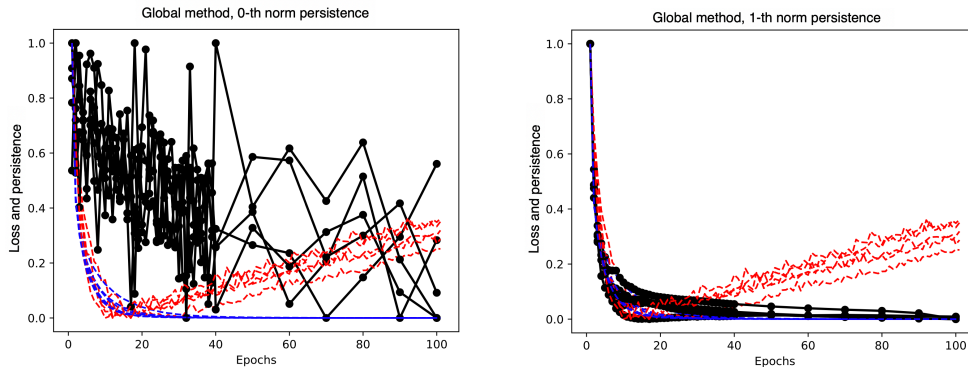 Global method, 0-th norm persistence
Loss and persistence
1.0
0.8
0.6
0.4
0.2
0.0
0 20 40 60 80 100
Epochs
Global method, 1-th norm persistence
Loss and persistence
1.0
0.8
0.6
0.4
0.2
0.0
0 20 40 60 80 100
Epochs